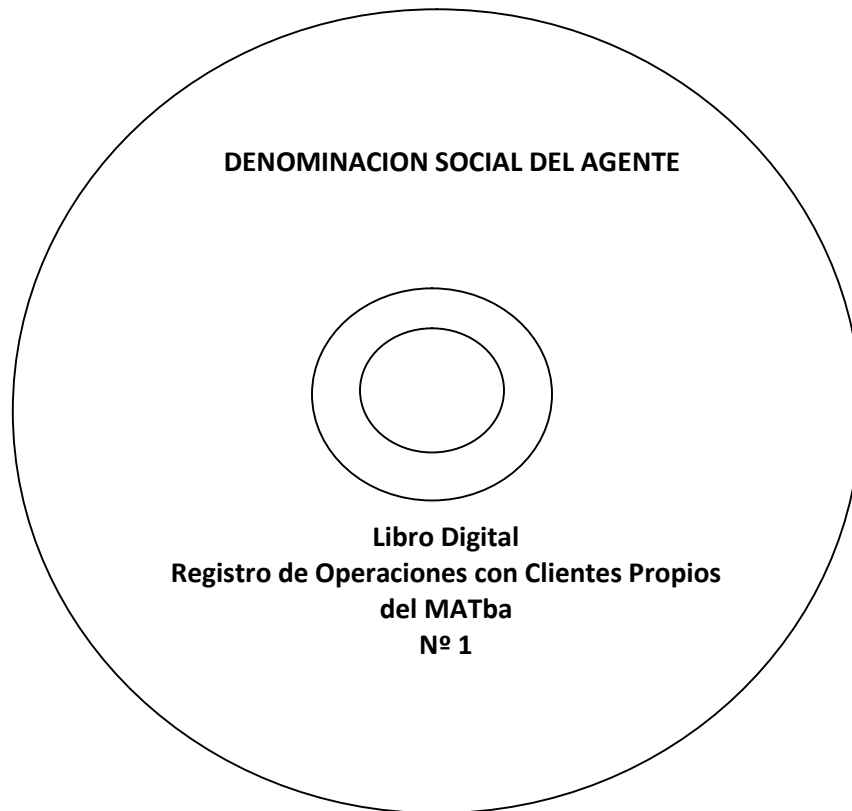 DENOMINACION SOCIAL DEL AGENTE
Libro Digital
Registro de Operaciones con Clientes Propios
del MATba
Nº 1